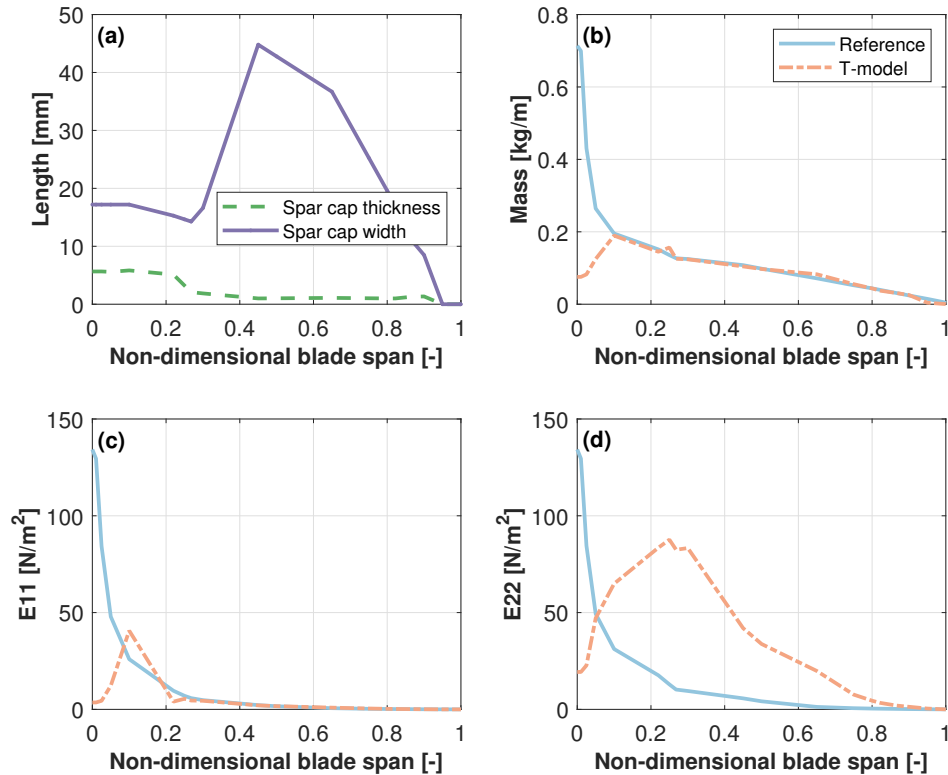 (a)
50
40
30
20
10
0
Length [mm]
Spar cap thickness
Spar cap width
0 0.2 0.4 0.6 0.8 1
Non-dimensional blade span [-]
(b)
0.8
0.6
0.4
0.2
0
Mass [kg/m]
Reference
T-model
0 0.2 0.4 0.6 0.8 1
Non-dimensional blade span [-]
(c)
150
100
50
0
E11 [N/m²]
0 0.2 0.4 0.6 0.8 1
Non-dimensional blade span [-]
(d)
150
100
50
0
E22 [N/m²]
0 0.2 0.4 0.6 0.8 1
Non-dimensional blade span [-]